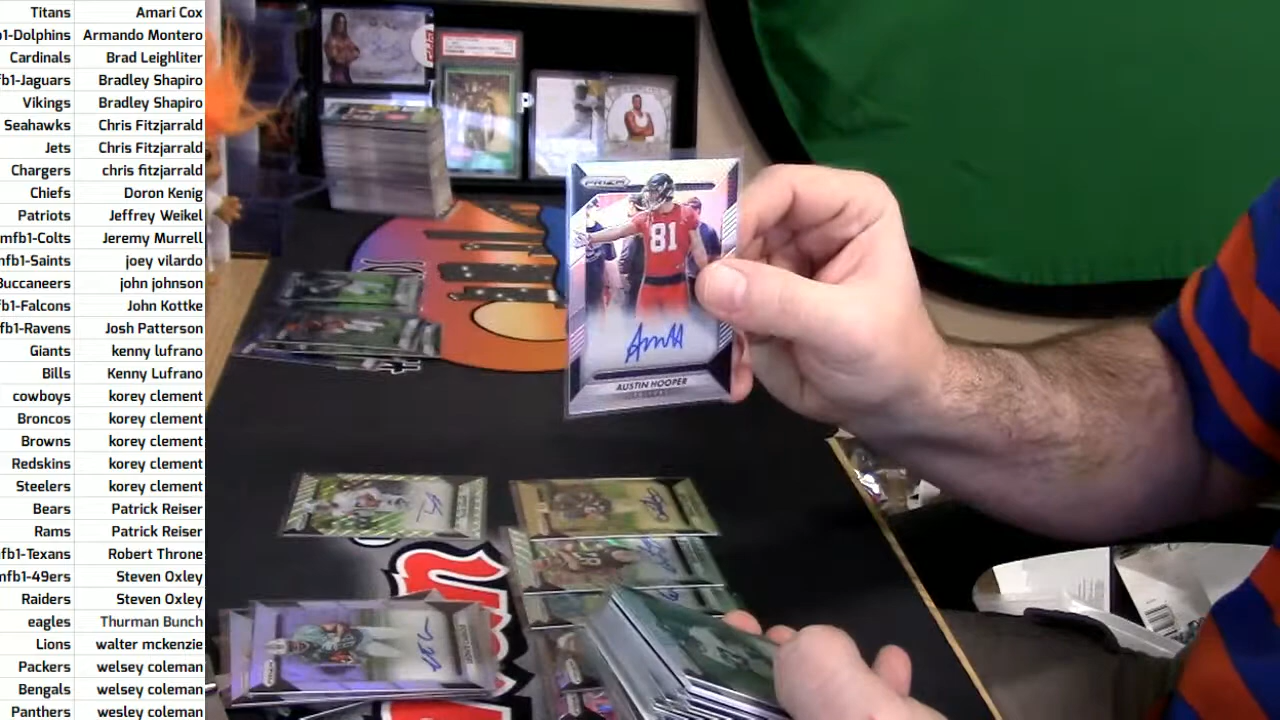 Titans Amari Cox
b1-Dolphins Armando Montero
Cardinals Brad Leighliter
fb1-Jaguars Bradley Shapiro
Vikings Bradley Shapiro
Seahawks Chris Fitzjarrald
Jets Chris Fitzjarrald
Chargers chris fitzjarrald
Chiefs Doron Kenig
Patriots Jeffrey Weikel
mfb1-Colts Jeremy Murrell
nfb1-Saints joey vilardo
Buccaneers john johnson
fb1-Falcons John Kottke
fb1-Ravens Josh Patterson
Giants kenny lufrano
Bills Kenny Lufrano
cowboys korey clement
Broncos korey clement
Browns korey clement
Redskins korey clement
Steelers korey clement
Bears Patrick Reiser
Rams Patrick Reiser
fb1-Texans Robert Throne
mfb1-49ers Steven Oxley
Raiders Steven Oxley
eagles Thurman Bunch
Lions walter mckenzie
Packers welsey coleman
Bengals welsey coleman
Panthers wesley coleman
PRIZM
81
AUSTIN HOOPER